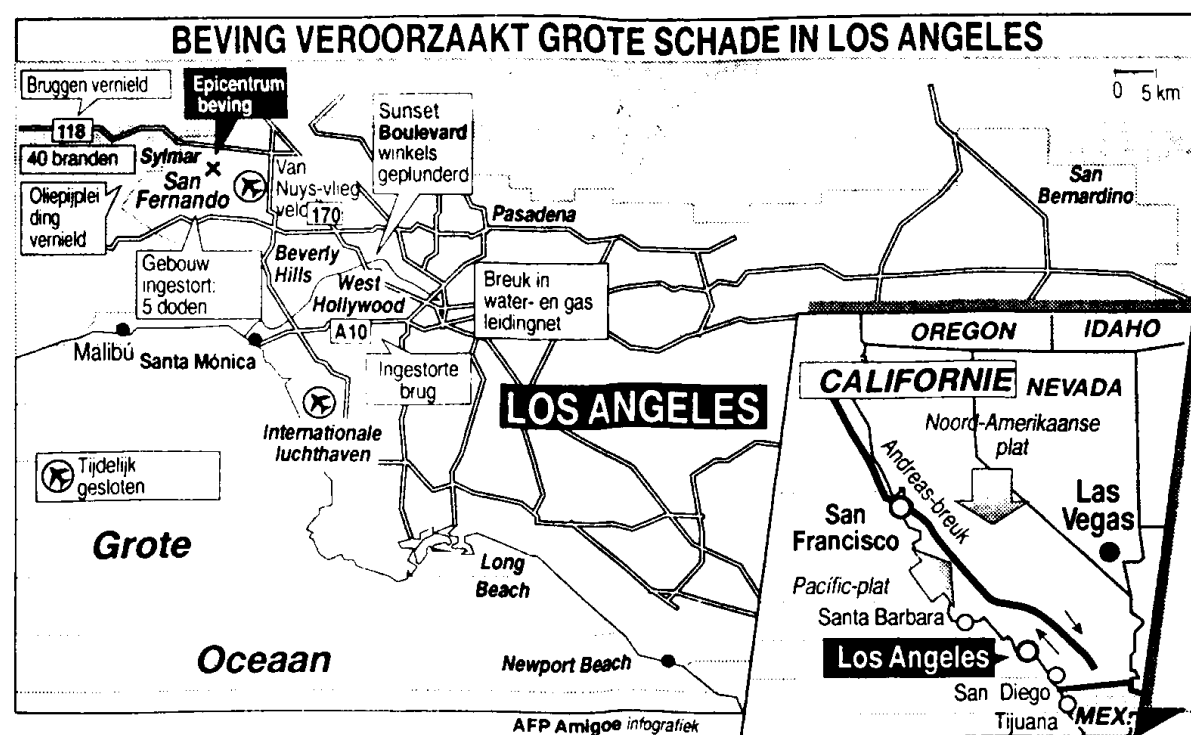 BEVING VEROORZAAKT GROTE SCHADE IN LOS ANGELES
Bruggen vernield
Epicentrum
beving
118
40 branden
Sylmar
San
Fernando
Oliepijplei
ding
vernield
Van
Nuys-vlieg
veld
170
Sunset
Boulevard
winkels
geplunderd
0 5 km
San
Bernardino
Pasadena
Gebouw
ingestort:
5 doden
Beverly
Hills
West
Hollywood
Breuk in
water- en gas
leidingnet
Malibú
Santa Mónica
A10
Ingestorte
brug
LOS ANGELES
Internationale
luchthaven
Tijdelijk
gesloten
Grote
Oceaan
Long
Beach
Newport Beach
OREGON
IDAHO
CALIFORNIE
NEVADA
Noord-Amerikaanse
plat
Andreas-breuk
San
Francisco
Las
Vegas
Pacífic-plat
Santa Barbara
Los Angeles
San Diego
Tijuana
MEX.
AFP Amigoe infografiek